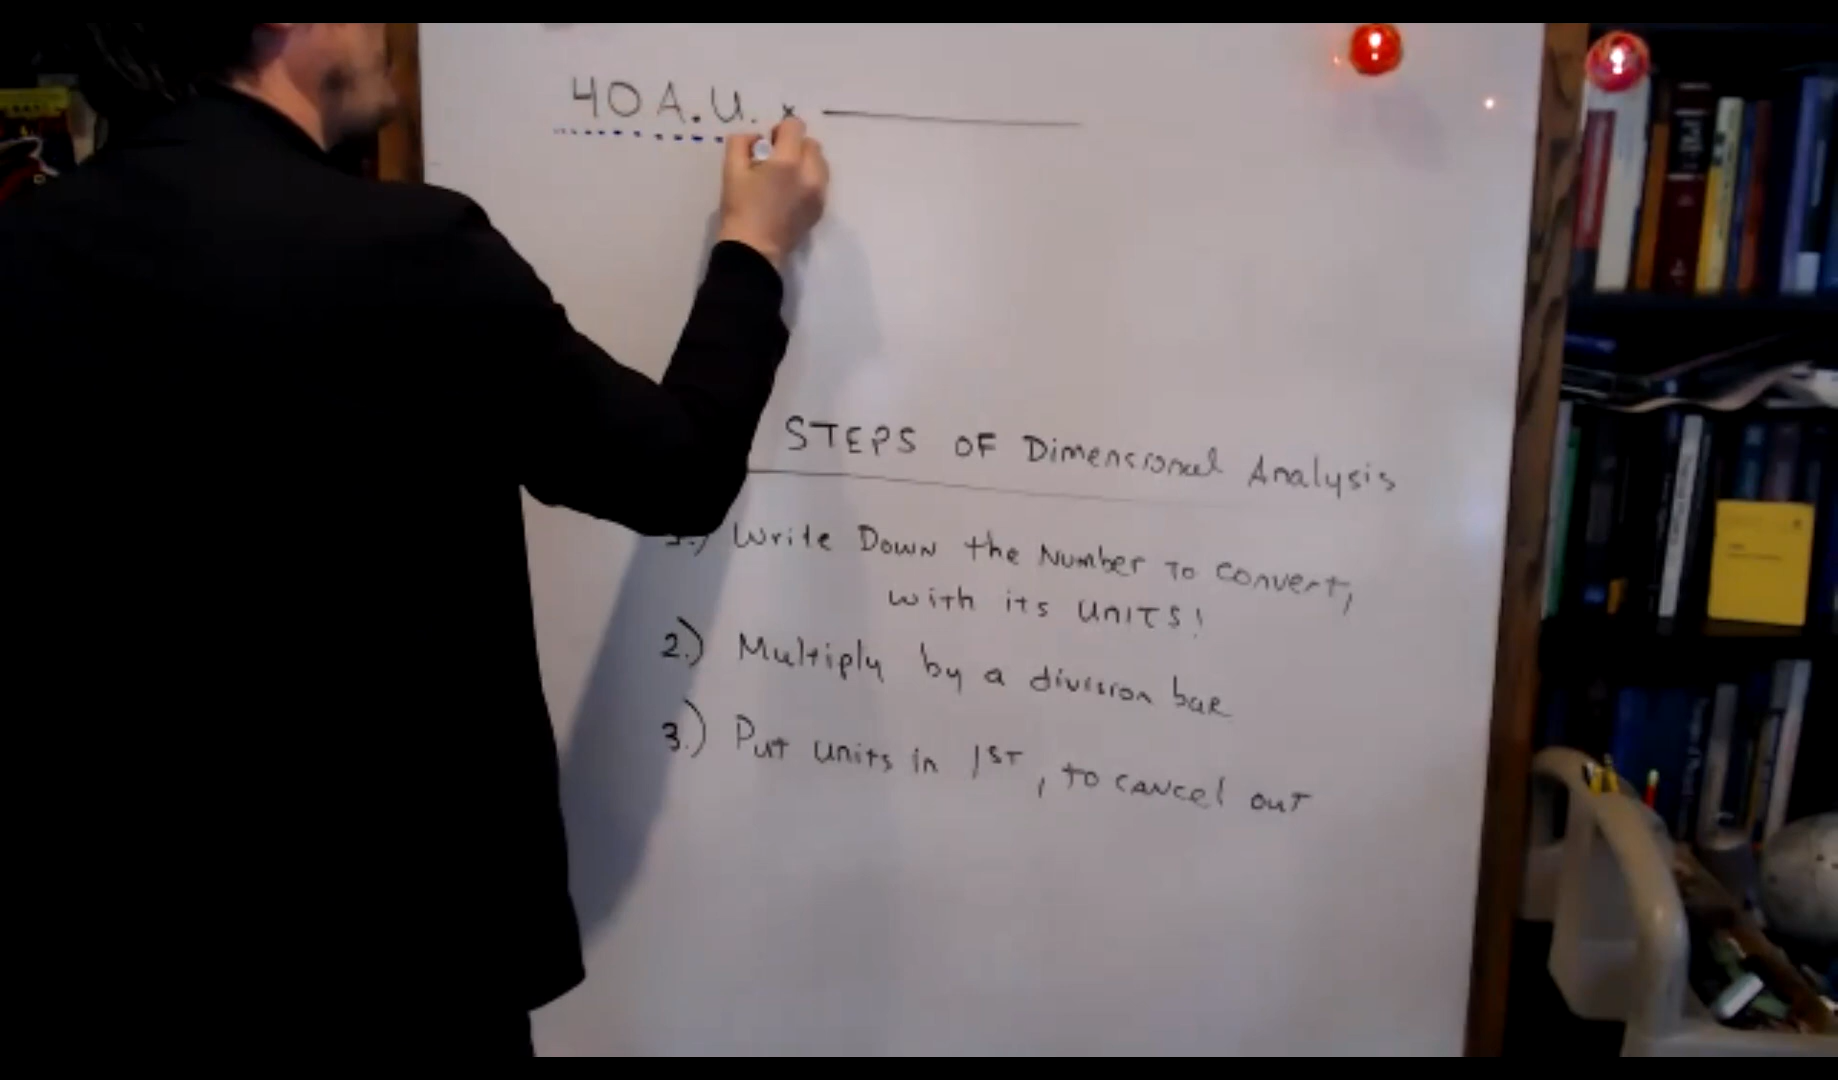 40 A.U. ×
STEPS OF Dimensional Analysis
1.) Write Down the Number To convert,
with its UNITS!
2.) Multiply by a division bar
3.) Put units in 1ST, to cancel out